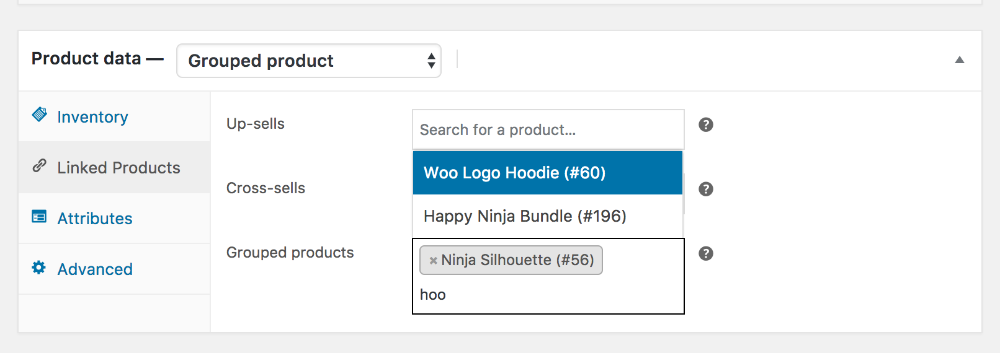 Product data — Grouped product
Inventory
Linked Products
Attributes
Advanced
Up-sells
Search for a product...
Woo Logo Hoodie (#60)
Cross-sells
Happy Ninja Bundle (#196)
Grouped products
× Ninja Silhouette (#56)
hoo